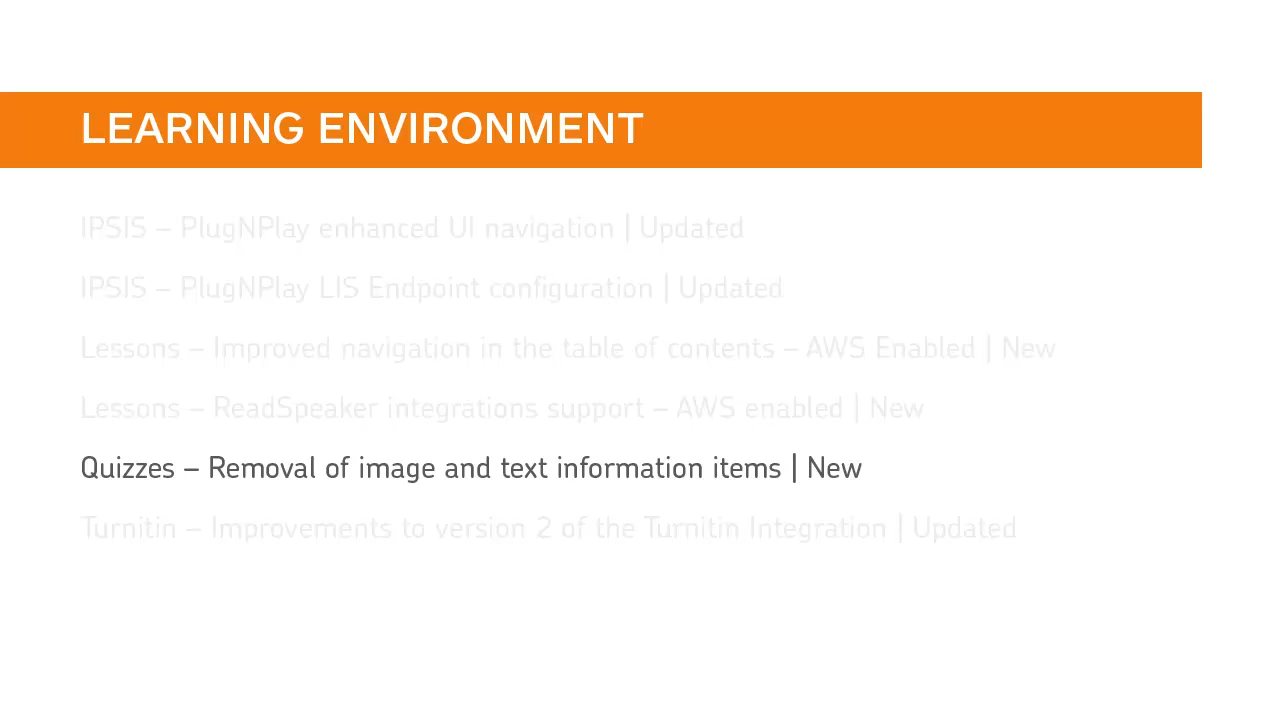 LEARNING ENVIRONMENT
IPSIS – PlugNPlay enhanced UI navigation | Updated
IPSIS – PlugNPlay LIS Endpoint configuration | Updated
Lessons – Improved navigation in the table of contents – AWS Enabled | New
Lessons – ReadSpeaker integrations support – AWS enabled | New
Quizzes – Removal of image and text information items | New
Turnitin – Improvements to version 2 of the Turnitin Integration | Updated